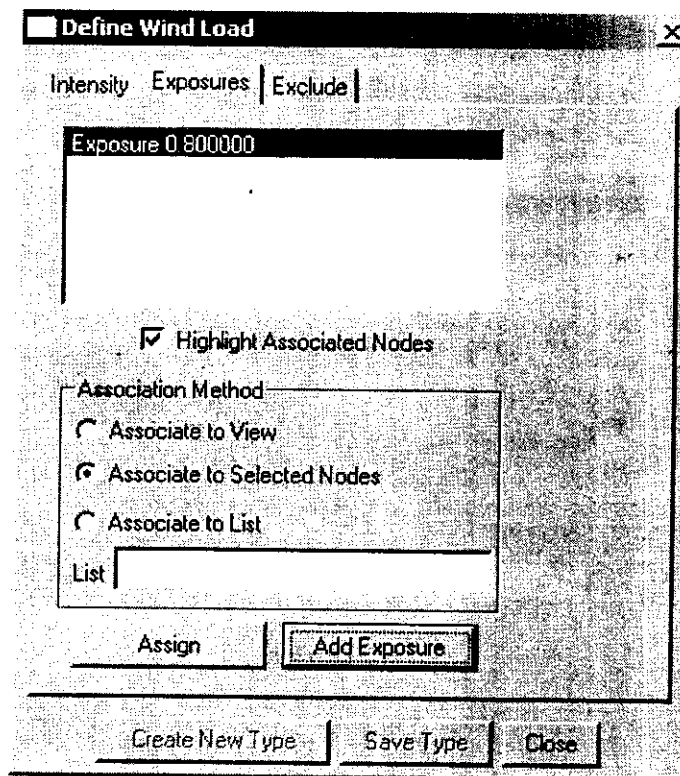 Define Wind Load
Intensity Exposures Exclude
Exposure 0.800000
Highlight Associated Nodes
Association Method
Associate to View
Associate to Selected Nodes
Associate to List
List
Assign Add Exposure
Create New Type Save Type Close